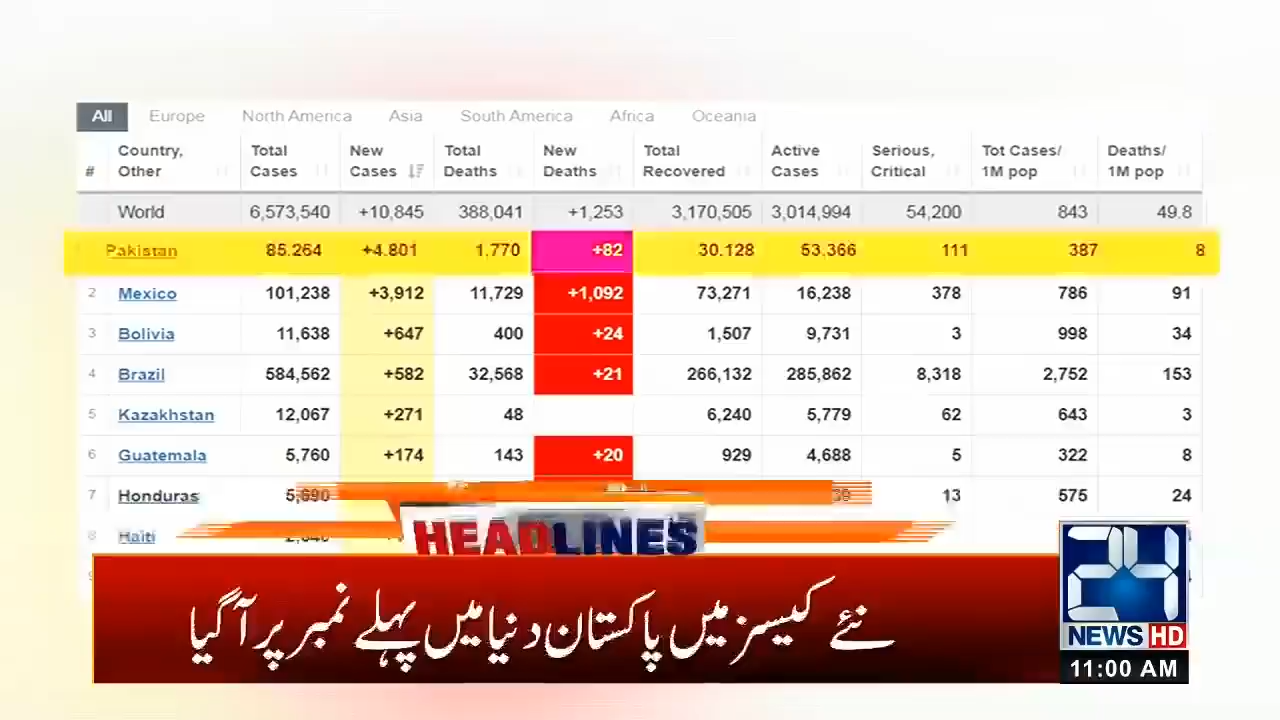 All Europe North America Asia South America Africa Oceania
# Country, Other Total Cases New Cases Total Deaths New Deaths Total Recovered Active Cases Serious, Critical Tot Cases/ 1M pop Deaths/ 1M pop
World 6,573,540 +10,845 388,041 +1,253 3,170,505 3,014,994 54,200 843 49.8
Pakistan 85.264 +4.801 1,770 +82 30.128 53,366 111 387 8
2 Mexico 101,238 +3,912 11,729 +1,092 73,271 16,238 378 786 91
3 Bolivia 11,638 +647 400 +24 1,507 9,731 3 998 34
4 Brazil 584,562 +582 32,568 +21 266,132 285,862 8,318 2,752 153
5 Kazakhstan 12,067 +271 48 6,240 5,779 62 643 3
6 Guatemala 5,760 +174 143 +20 929 4,688 5 322 8
7 Honduras 5,690 13 575 24
8 Haiti
HEADLINES
نئے کیسز میں پاکستان دنیا میں پہلے نمبر پر آگیا
24
NEWS HD
11:00 AM